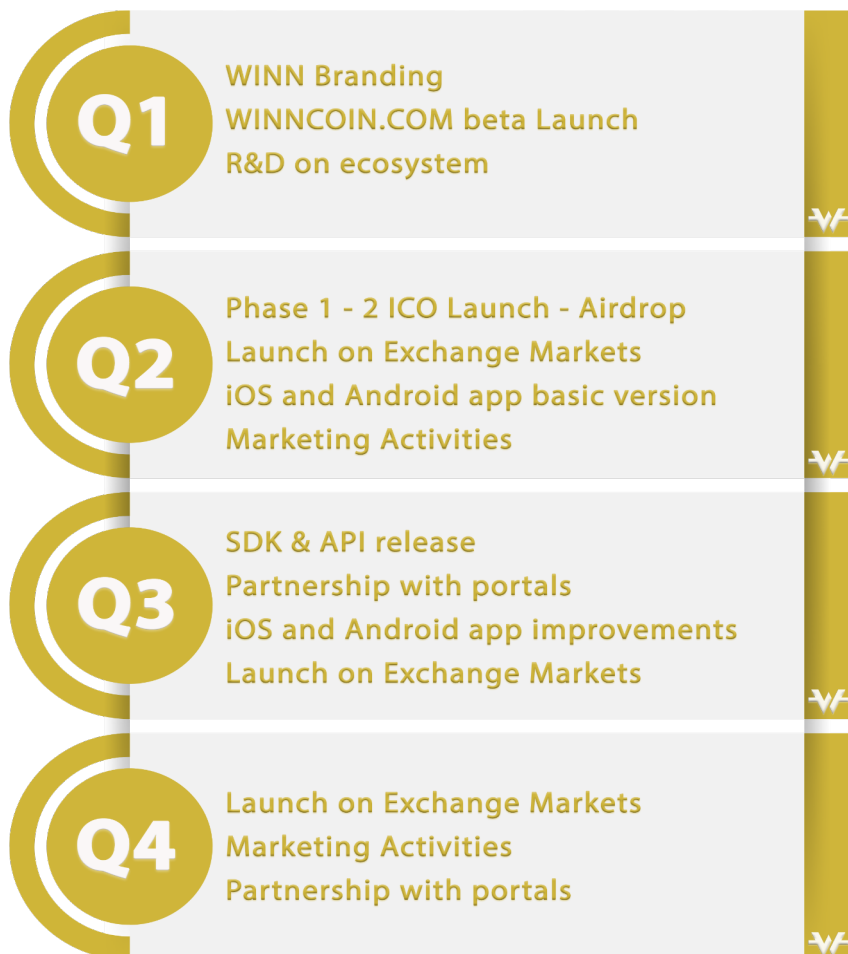 Q1
WINN Branding
WINNCOIN.COM beta Launch
R&D on ecosystem
Q2
Phase 1 - 2 ICO Launch - Airdrop
Launch on Exchange Markets
iOS and Android app basic version
Marketing Activities
Q3
SDK & API release
Partnership with portals
iOS and Android app improvements
Launch on Exchange Markets
Q4
Launch on Exchange Markets
Marketing Activities
Partnership with portals